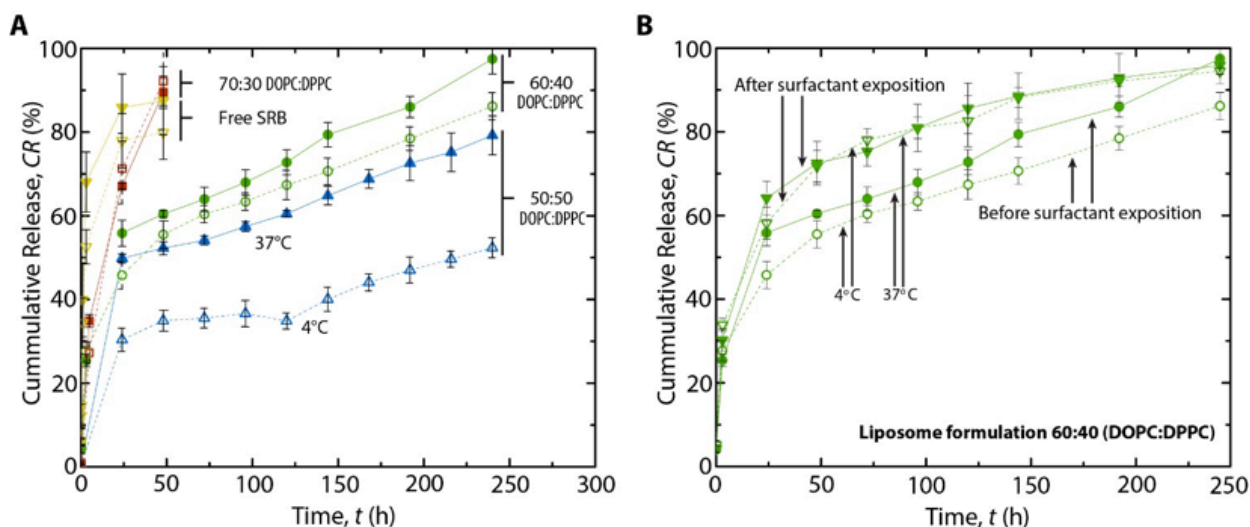 A
Cummulative Release, CR (%)
100
80
60
40
20
0
70:30 DOPC:DPPC
Free SRB
60:40
DOPC:DPPC
50:50
DOPC:DPPC
37°C
4°C
0 50 100 150 200 250 300
Time, t (h)
B
Cummulative Release, CR (%)
100
80
60
40
20
0
After surfactant exposition
Before surfactant exposition
4°C 37°C
Liposome formulation 60:40 (DOPC:DPPC)
0 50 100 150 200 250
Time, t (h)